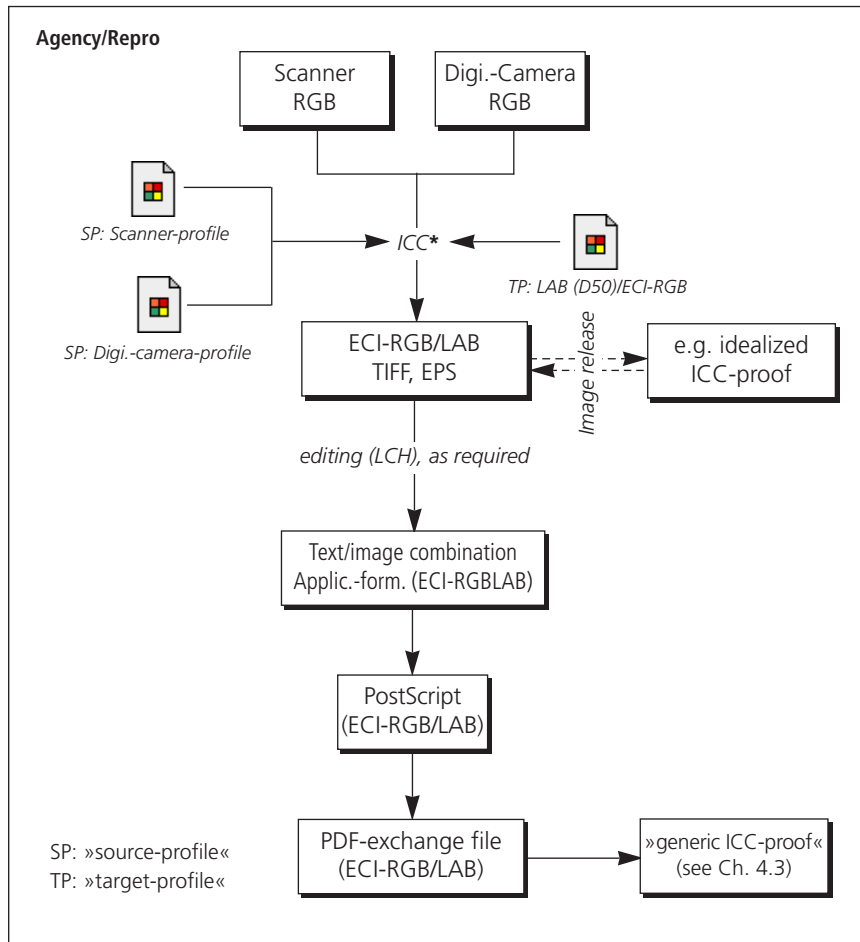 Agency/Repro
Scanner
RGB
Digi.-Camera
RGB
SP: Scanner-profile
ICC*
TP: LAB (D50)/ECI-RGB
SP: Digi.-camera-profile
ECI-RGB/LAB
TIFF, EPS
Image release
e.g. idealized
ICC-proof
editing (LCH), as required
Text/image combination
Applic.-form. (ECI-RGBLAB)
PostScript
(ECI-RGB/LAB)
PDF-exchange file
(ECI-RGB/LAB)
»generic ICC-proof«
(see Ch. 4.3)
SP: »source-profile«
TP: »target-profile«